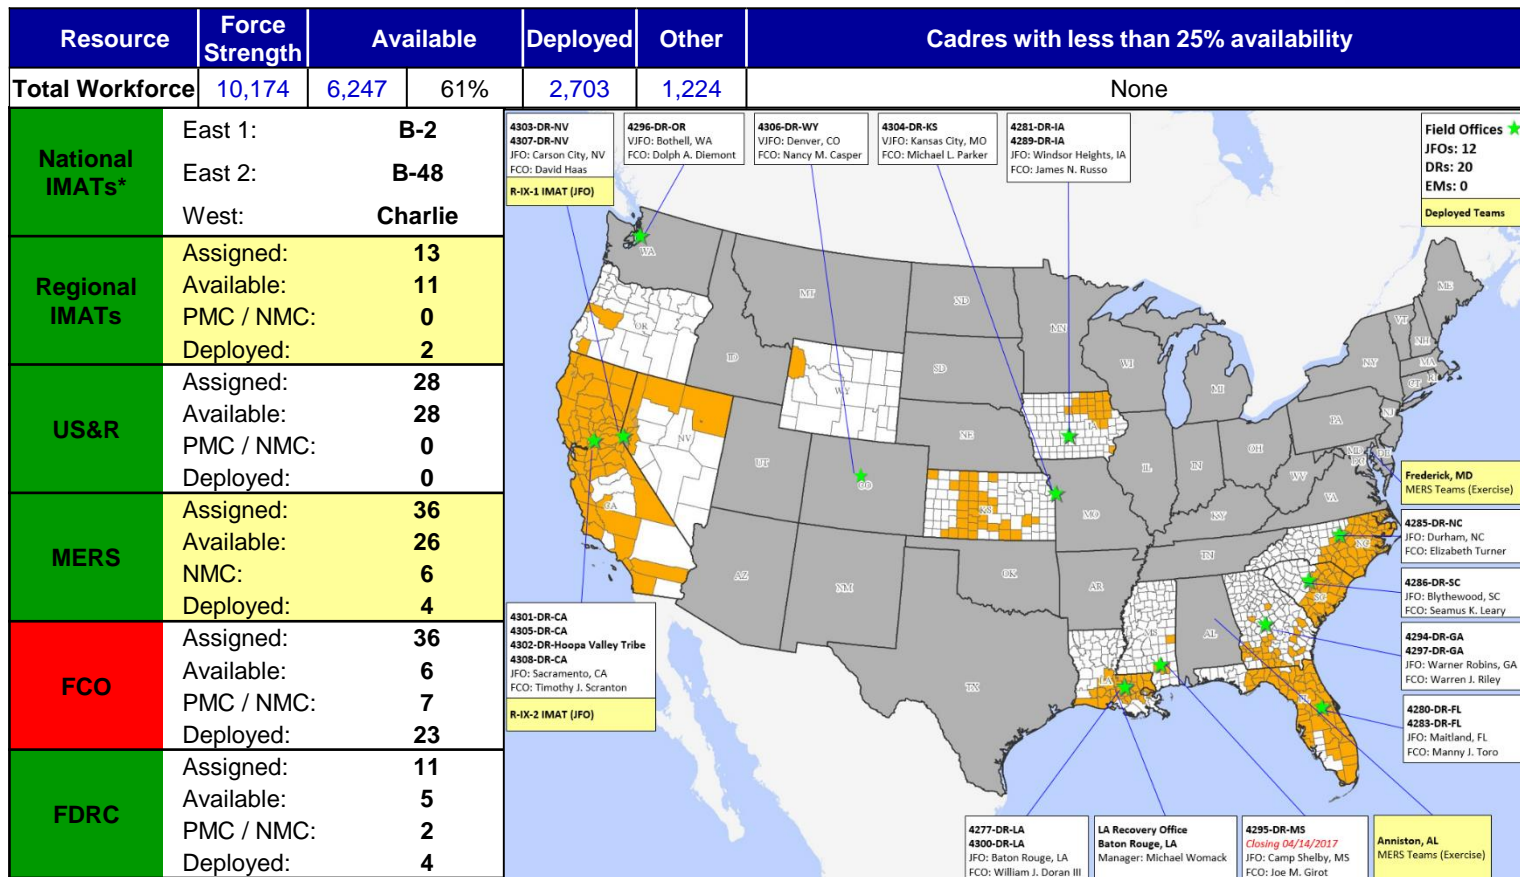 Resource
Force Strength
Available
Deployed
Other
Cadres with less than 25% availability
Total Workforce
10,174
6,247
61%
2,703
1,224
None
National
IMATs*
East 1: B-2
East 2: B-48
West: Charlie
Regional
IMATs
Assigned: 13
Available: 11
PMC / NMC: 0
Deployed: 2
US&R
Assigned: 28
Available: 28
PMC / NMC: 0
Deployed: 0
MERS
Assigned: 36
Available: 26
NMC: 6
Deployed: 4
FCO
Assigned: 36
Available: 6
PMC / NMC: 7
Deployed: 23
FDRC
Assigned: 11
Available: 5
PMC / NMC: 2
Deployed: 4
4303-DR-NV
4307-DR-NV
JFO: Carson City, NV
FCO: David Haas
R-IX-1 IMAT (JFO)
4296-DR-OR
VJFO: Bothell, WA
FCO: Dolph A. Diemont
4306-DR-WY
VJFO: Denver, CO
FCO: Nancy M. Casper
4304-DR-KS
VJFO: Kansas City, MO
FCO: Michael L. Parker
4281-DR-IA
4289-DR-IA
JFO: Windsor Heights, IA
FCO: James N. Russo
Field Offices
JFOs: 12
DRs: 20
EMs: 0
Deployed Teams
WA
OR
ID
MT
ND
MN
SD
WY
NV
UT
CO
NE
IA
WI
MI
IL
IN
OH
PA
NY
VT
NH
ME
MA
CT
RI
NJ
MD
DE
DC
WV
VA
KY
KS
MO
CA
AZ
NM
OK
AR
TN
NC
SC
TX
LA
MS
AL
FL
Frederick, MD
MERS Teams (Exercise)
4285-DR-NC
JFO: Durham, NC
FCO: Elizabeth Turner
4286-DR-SC
JFO: Blythewood, SC
FCO: Seamus K. Leary
4294-DR-GA
4297-DR-GA
JFO: Warner Robins, GA
FCO: Warren J. Riley
4280-DR-FL
4283-DR-FL
JFO: Maitland, FL
FCO: Manny J. Toro
4301-DR-CA
4305-DR-CA
4302-DR-Hoopa Valley Tribe
4308-DR-CA
JFO: Sacramento, CA
FCO: Timothy J. Scranton
R-IX-2 IMAT (JFO)
4277-DR-LA
4300-DR-LA
JFO: Baton Rouge, LA
FCO: William J. Doran III
LA Recovery Office
Baton Rouge, LA
Manager: Michael Womack
4295-DR-MS
Closing 04/14/2017
JFO: Camp Shelby, MS
FCO: Joe M. Girot
Anniston, AL
MERS Teams (Exercise)